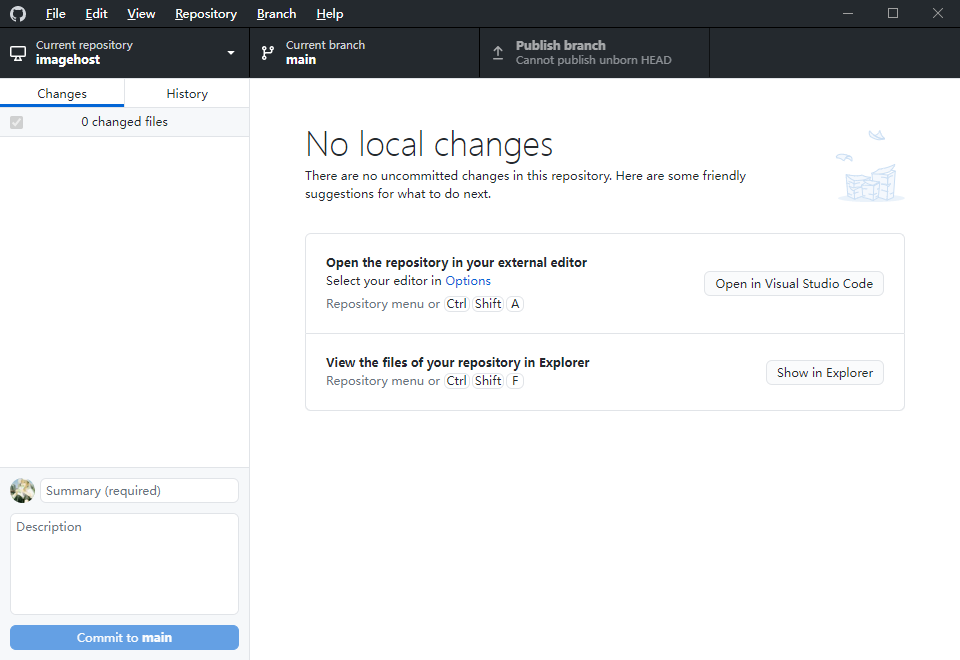 File Edit View Repository Branch Help
Current repository
imagehost
Current branch
main
Publish branch
Cannot publish unborn HEAD
Changes
History
0 changed files
No local changes
There are no uncommitted changes in this repository. Here are some friendly
suggestions for what to do next.
Open the repository in your external editor
Select your editor in Options
Repository menu or Ctrl Shift A
Open in Visual Studio Code
View the files of your repository in Explorer
Repository menu or Ctrl Shift F
Show in Explorer
Summary (required)
Description
Commit to main